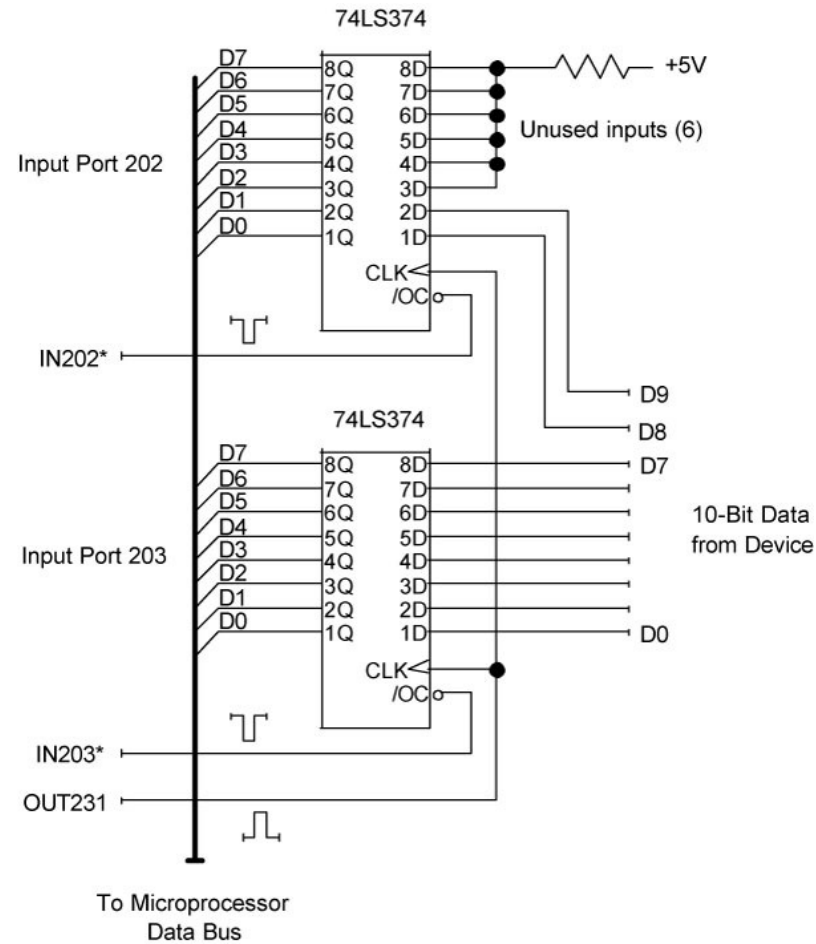 74LS374
D7 8Q 8D +5V
D6 7Q 7D
D5 6Q 6D
Unused inputs (6)
D4 5Q 5D
D3 4Q 4D
Input Port 202
D2 3Q 3D
D1 2Q 2D
D0 1Q 1D
CLK
/OC
IN202*
D9
74LS374
D8
D7 8Q 8D D7
D6 7Q 7D
D5 6Q 6D
10-Bit Data
D4 5Q 5D
from Device
D3 4Q 4D
Input Port 203
D2 3Q 3D
D1 2Q 2D
D0 1Q 1D D0
CLK
/OC
IN203*
OUT231
To Microprocessor
Data Bus